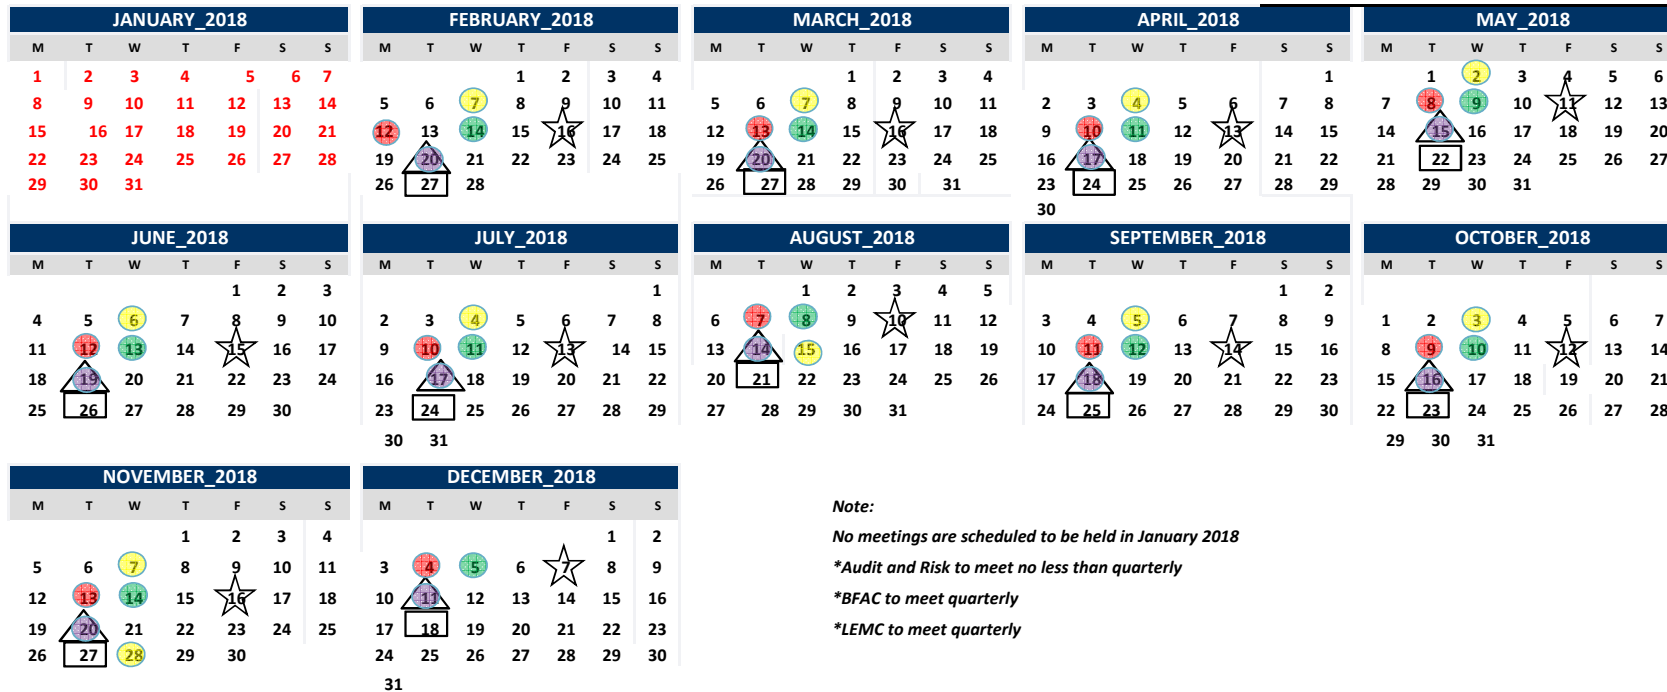 JANUARY_2018 FEBRUARY_2018 MARCH_2018 APRIL_2018 MAY_2018
M T W T F S S M T W T F S S M T W T F S S M T W T F S S M T W T F S S
1 2 3 4 5 6 7 1 2 3 4 1 2 3 4 1 1 2 3 4 5 6
8 9 10 11 12 13 14 5 6 7 8 9 10 11 5 6 7 8 9 10 11 2 3 4 5 6 7 8 7 8 9 10 11 12 13
15 16 17 18 19 20 21 12 13 14 15 16 17 18 12 13 14 15 16 17 18 9 10 11 12 13 14 15 14 15 16 17 18 19 20
22 23 24 25 26 27 28 19 20 21 22 23 24 25 19 20 21 22 23 24 25 16 17 18 19 20 21 22 21 22 23 24 25 26 27
29 30 31 26 27 28 26 27 28 29 30 31 23 24 25 26 27 28 29 28 29 30 31
30
JUNE_2018 JULY_2018 AUGUST_2018 SEPTEMBER_2018 OCTOBER_2018
M T W T F S S M T W T F S S M T W T F S S M T W T F S S M T W T F S S
1 2 3 1 1 2 3 4 5 1 2
4 5 6 7 8 9 10 2 3 4 5 6 7 8 6 7 8 9 10 11 12 3 4 5 6 7 8 9 1 2 3 4 5 6 7
11 12 13 14 15 16 17 9 10 11 12 13 14 15 13 14 15 16 17 18 19 10 11 12 13 14 15 16 8 9 10 11 12 13 14
18 19 20 21 22 23 24 16 17 18 19 20 21 22 20 21 22 23 24 25 26 17 18 19 20 21 22 23 15 16 17 18 19 20 21
25 26 27 28 29 30 23 24 25 26 27 28 29 27 28 29 30 31 24 25 26 27 28 29 30 22 23 24 25 26 27 28
30 31 29 30 31
NOVEMBER_2018 DECEMBER_2018
M T W T F S S M T W T F S S
1 2 3 4 1 2
5 6 7 8 9 10 11 3 4 5 6 7 8 9
12 13 14 15 16 17 18 10 11 12 13 14 15 16
19 20 21 22 23 24 25 17 18 19 20 21 22 23
26 27 28 29 30 24 25 26 27 28 29 30
31
Note:
No meetings are scheduled to be held in January 2018
*Audit and Risk to meet no less than quarterly
*BFAC to meet quarterly
*LEMC to meet quarterly